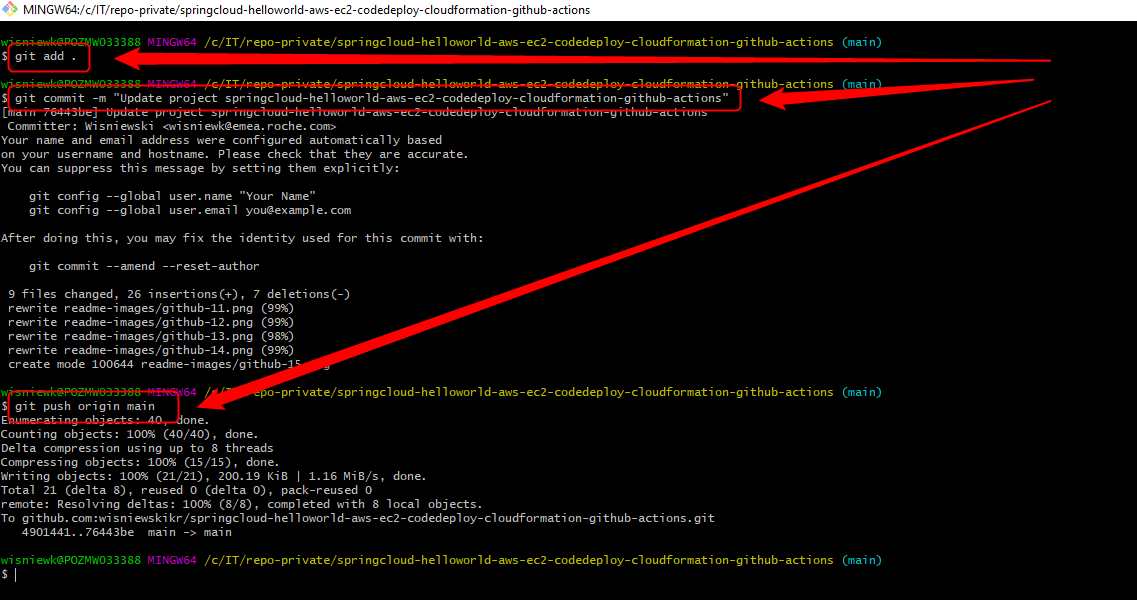 MINGW64:/c/IT/repo-private/springcloud-helloworld-aws-ec2-codedeploy-cloudformation-github-actions
wisniewk@POZMWO33388 MINGW64 /c/IT/repo-private/springcloud-helloworld-aws-ec2-codedeploy-cloudformation-github-actions (main)
$ git add .
wisniewk@POZMWO33388 MINGW64 /c/IT/repo-private/springcloud-helloworld-aws-ec2-codedeploy-cloudformation-github-actions (main)
$ git commit -m "Update project springcloud-helloworld-aws-ec2-codedeploy-cloudformation-github-actions"
[main 76443be] Update project springcloud-helloworld-aws-ec2-codedeploy-cloudformation-github-actions
Committer: Wisniewski <wisniewk@emea.roche.com>
Your name and email address were configured automatically based
on your username and hostname. Please check that they are accurate.
You can suppress this message by setting them explicitly:
git config --global user.name "Your Name"
git config --global user.email you@example.com
After doing this, you may fix the identity used for this commit with:
git commit --amend --reset-author
9 files changed, 26 insertions(+), 7 deletions(-)
rewrite readme-images/github-11.png (99%)
rewrite readme-images/github-12.png (99%)
rewrite readme-images/github-13.png (98%)
rewrite readme-images/github-14.png (99%)
create mode 100644 readme-images/github-15.png
wisniewk@POZMWO33388 MINGW64 /c/IT/repo-private/springcloud-helloworld-aws-ec2-codedeploy-cloudformation-github-actions (main)
$ git push origin main
Enumerating objects: 40, done.
Counting objects: 100% (40/40), done.
Delta compression using up to 8 threads
Compressing objects: 100% (15/15), done.
Writing objects: 100% (21/21), 200.19 KiB | 1.16 MiB/s, done.
Total 21 (delta 8), reused 0 (delta 0), pack-reused 0
remote: Resolving deltas: 100% (8/8), completed with 8 local objects.
To github.com:wisniewskikr/springcloud-helloworld-aws-ec2-codedeploy-cloudformation-github-actions.git
4901441..76443be main -> main
wisniewk@POZMWO33388 MINGW64 /c/IT/repo-private/springcloud-helloworld-aws-ec2-codedeploy-cloudformation-github-actions (main)
$